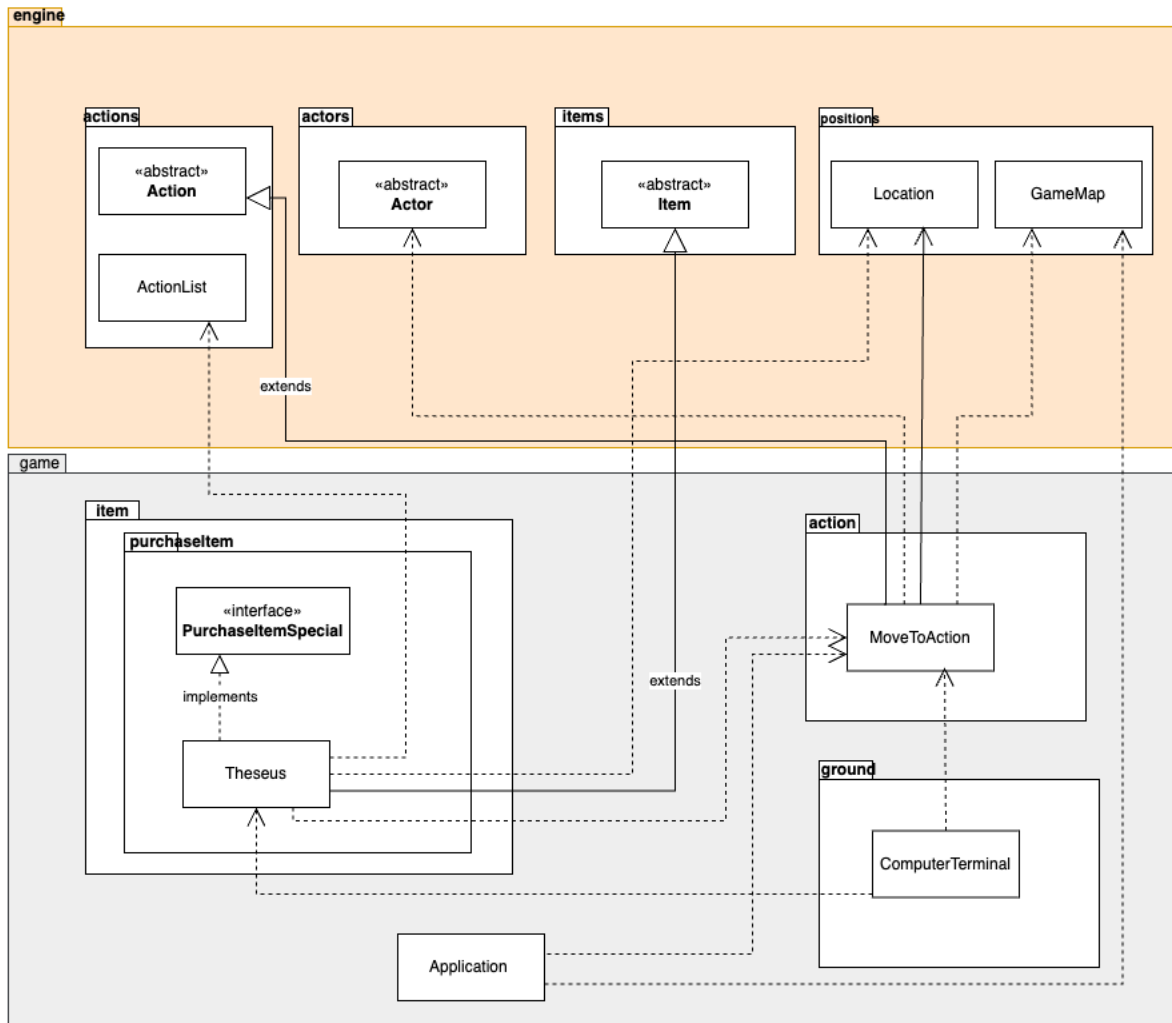 engine
actions
actors
items
positions
«abstract»
Action
«abstract»
Actor
«abstract»
Item
Location
GameMap
ActionList
extends
game
item
purchaseItem
action
«interface»
PurchaseItemSpecial
MoveToAction
implements
extends
Theseus
ground
ComputerTerminal
Application